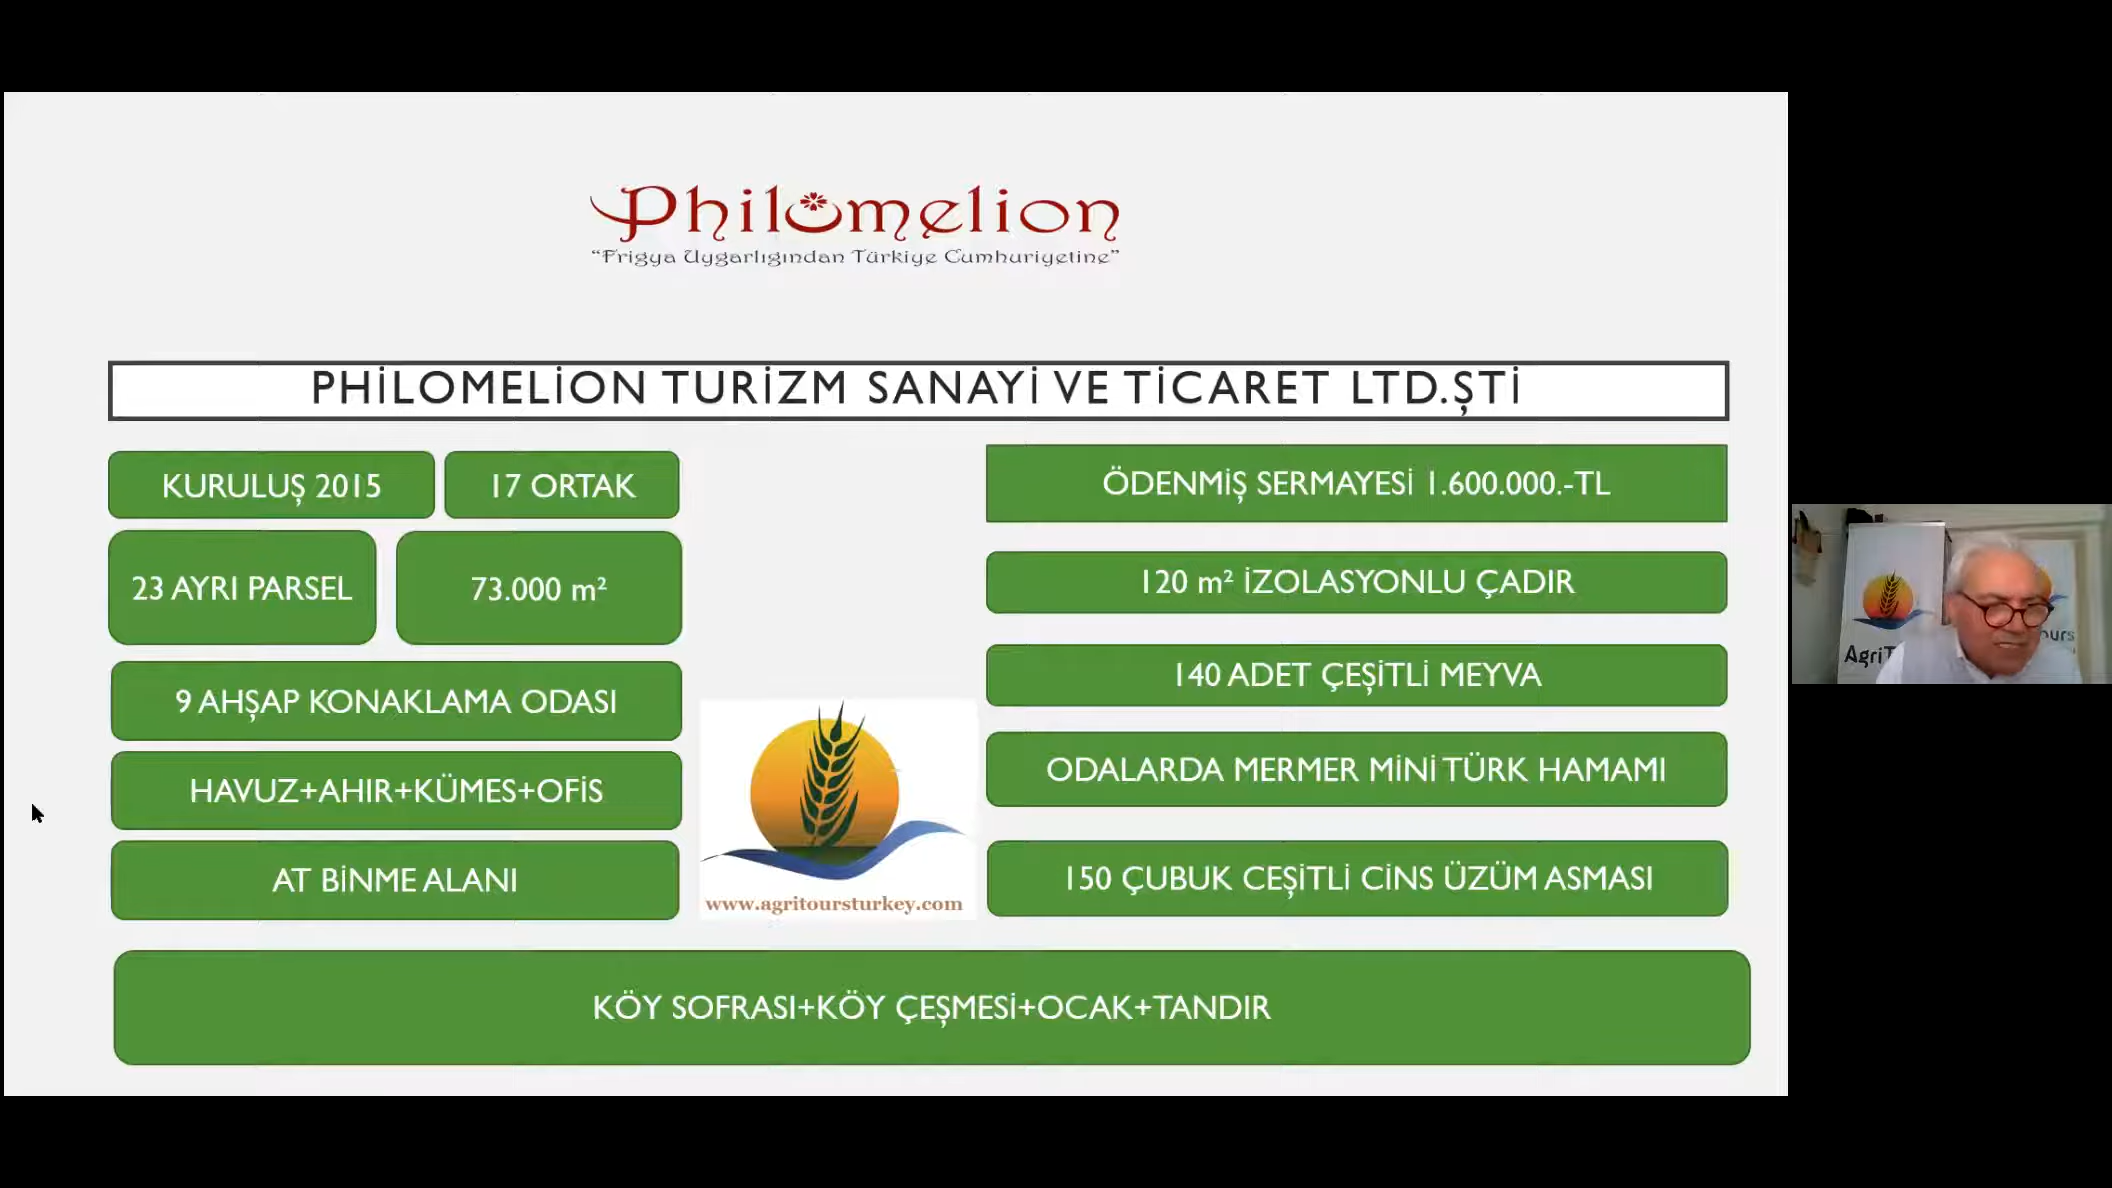 Philomelion
“Frigya Uygarlıgından Türkiye Cumhuriyetine”
PHİLOMELİON TURİZM SANAYİ VE TİCARET LTD.ŞTİ
KURULUŞ 2015
17 ORTAK
23 AYRI PARSEL
73.000 m²
9 AHŞAP KONAKLAMA ODASI
HAVUZ+AHIR+KÜMES+OFİS
AT BİNME ALANI
www.agritoursturkey.com
ÖDENMİŞ SERMAYESİ 1.600.000.-TL
120 m² İZOLASYONLU ÇADIR
140 ADET ÇEŞİTLİ MEYVA
ODALARDA MERMER MİNİ TÜRK HAMAMI
150 ÇUBUK CEŞİTLİ CİNS ÜZÜM ASMASI
KÖY SOFRASI+KÖY ÇEŞMESİ+OCAK+TANDIR
AgriT
ours